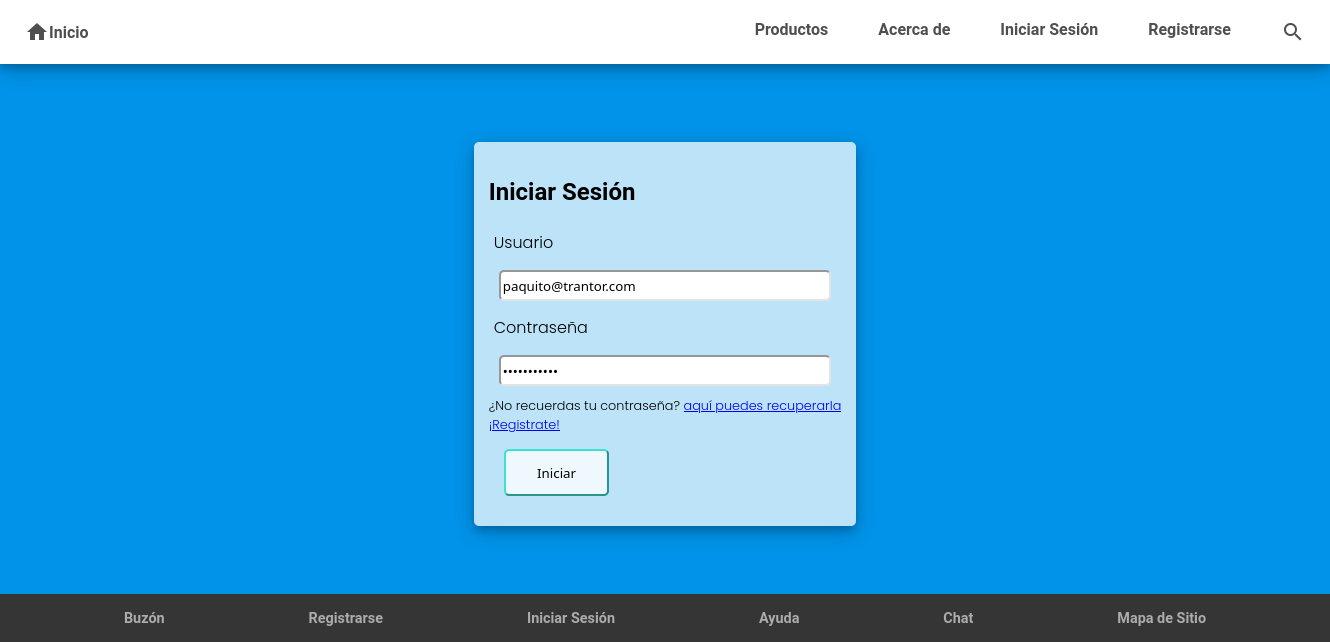 Inicio Productos Acerca de Iniciar Sesión Registrarse
Iniciar Sesión
Usuario
paquito@trantor.com
Contraseña
•••••••••••
¿No recuerdas tu contraseña? aquí puedes recuperarla
¡Registrate!
Iniciar
Buzón Registrarse Iniciar Sesión Ayuda Chat Mapa de Sitio